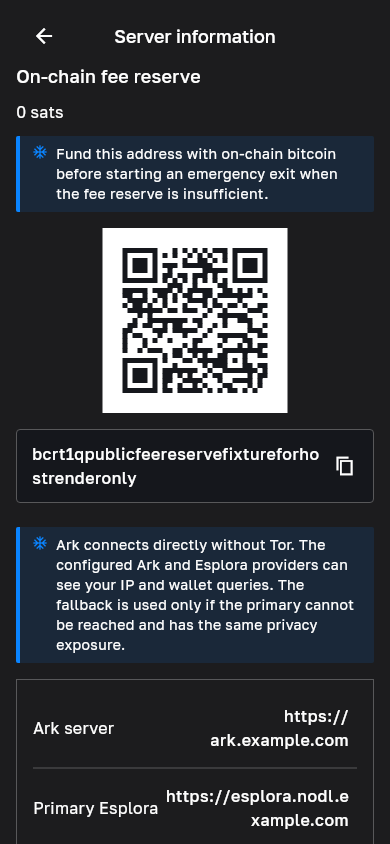 Server information
On-chain fee reserve
0 sats
Fund this address with on-chain bitcoin
before starting an emergency exit when
the fee reserve is insufficient.
bcrt1qpublicfeereservefixtureforho
strenderonly
Ark connects directly without Tor. The
configured Ark and Esplora providers can
see your IP and wallet queries. The
fallback is used only if the primary cannot
be reached and has the same privacy
exposure.
Ark server
https://
ark.example.com
Primary Esplora
https://esplora.nodl.e
xample.com